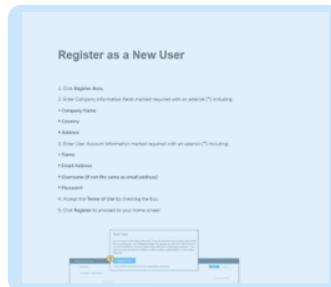 Register as a New User
1. Click Register Now.
2. Enter Company Information fields marked required with an asterisk (*) including:
• Company Name
• Country
• Address
3. Enter User Account Information marked required with an asterisk (*) including:
• Name
• Email Address
• Username (if not the same as email address)
• Password
4. Accept the Terms of Use by checking the box.
5. Click Register to proceed to your home screen